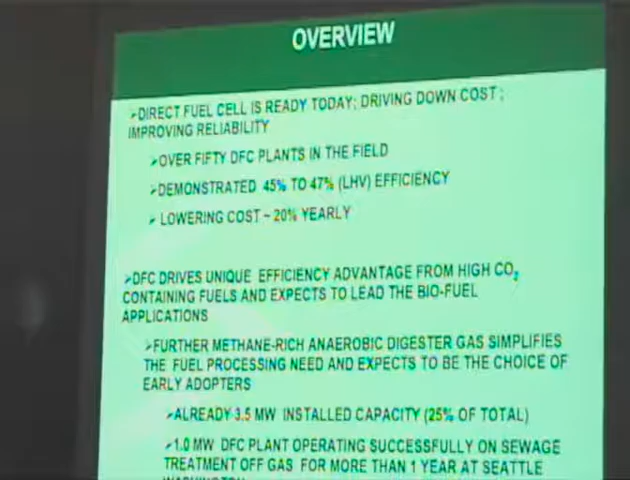 OVERVIEW
➢DIRECT FUEL CELL IS READY TODAY; DRIVING DOWN COST;
IMPROVING RELIABILITY
➢OVER FIFTY DFC PLANTS IN THE FIELD
➢DEMONSTRATED 45% TO 47% (LHV) EFFICIENCY
➢ LOWERING COST ~ 20% YEARLY
➢DFC DRIVES UNIQUE EFFICIENCY ADVANTAGE FROM HIGH CO₂
CONTAINING FUELS AND EXPECTS TO LEAD THE BIO-FUEL
APPLICATIONS
➢FURTHER METHANE-RICH ANAEROBIC DIGESTER GAS SIMPLIFIES
THE FUEL PROCESSING NEED AND EXPECTS TO BE THE CHOICE OF
EARLY ADOPTERS
➢ALREADY 3.5 MW INSTALLED CAPACITY (25% OF TOTAL)
➢1.0 MW DFC PLANT OPERATING SUCCESSFULLY ON SEWAGE
TREATMENT OFF GAS FOR MORE THAN 1 YEAR AT SEATTLE
WASHINGTON